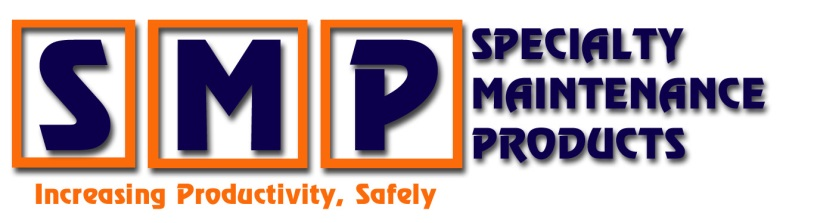 SMP
SPECIALTY
MAINTENANCE
PRODUCTS
Increasing Productivity, Safely